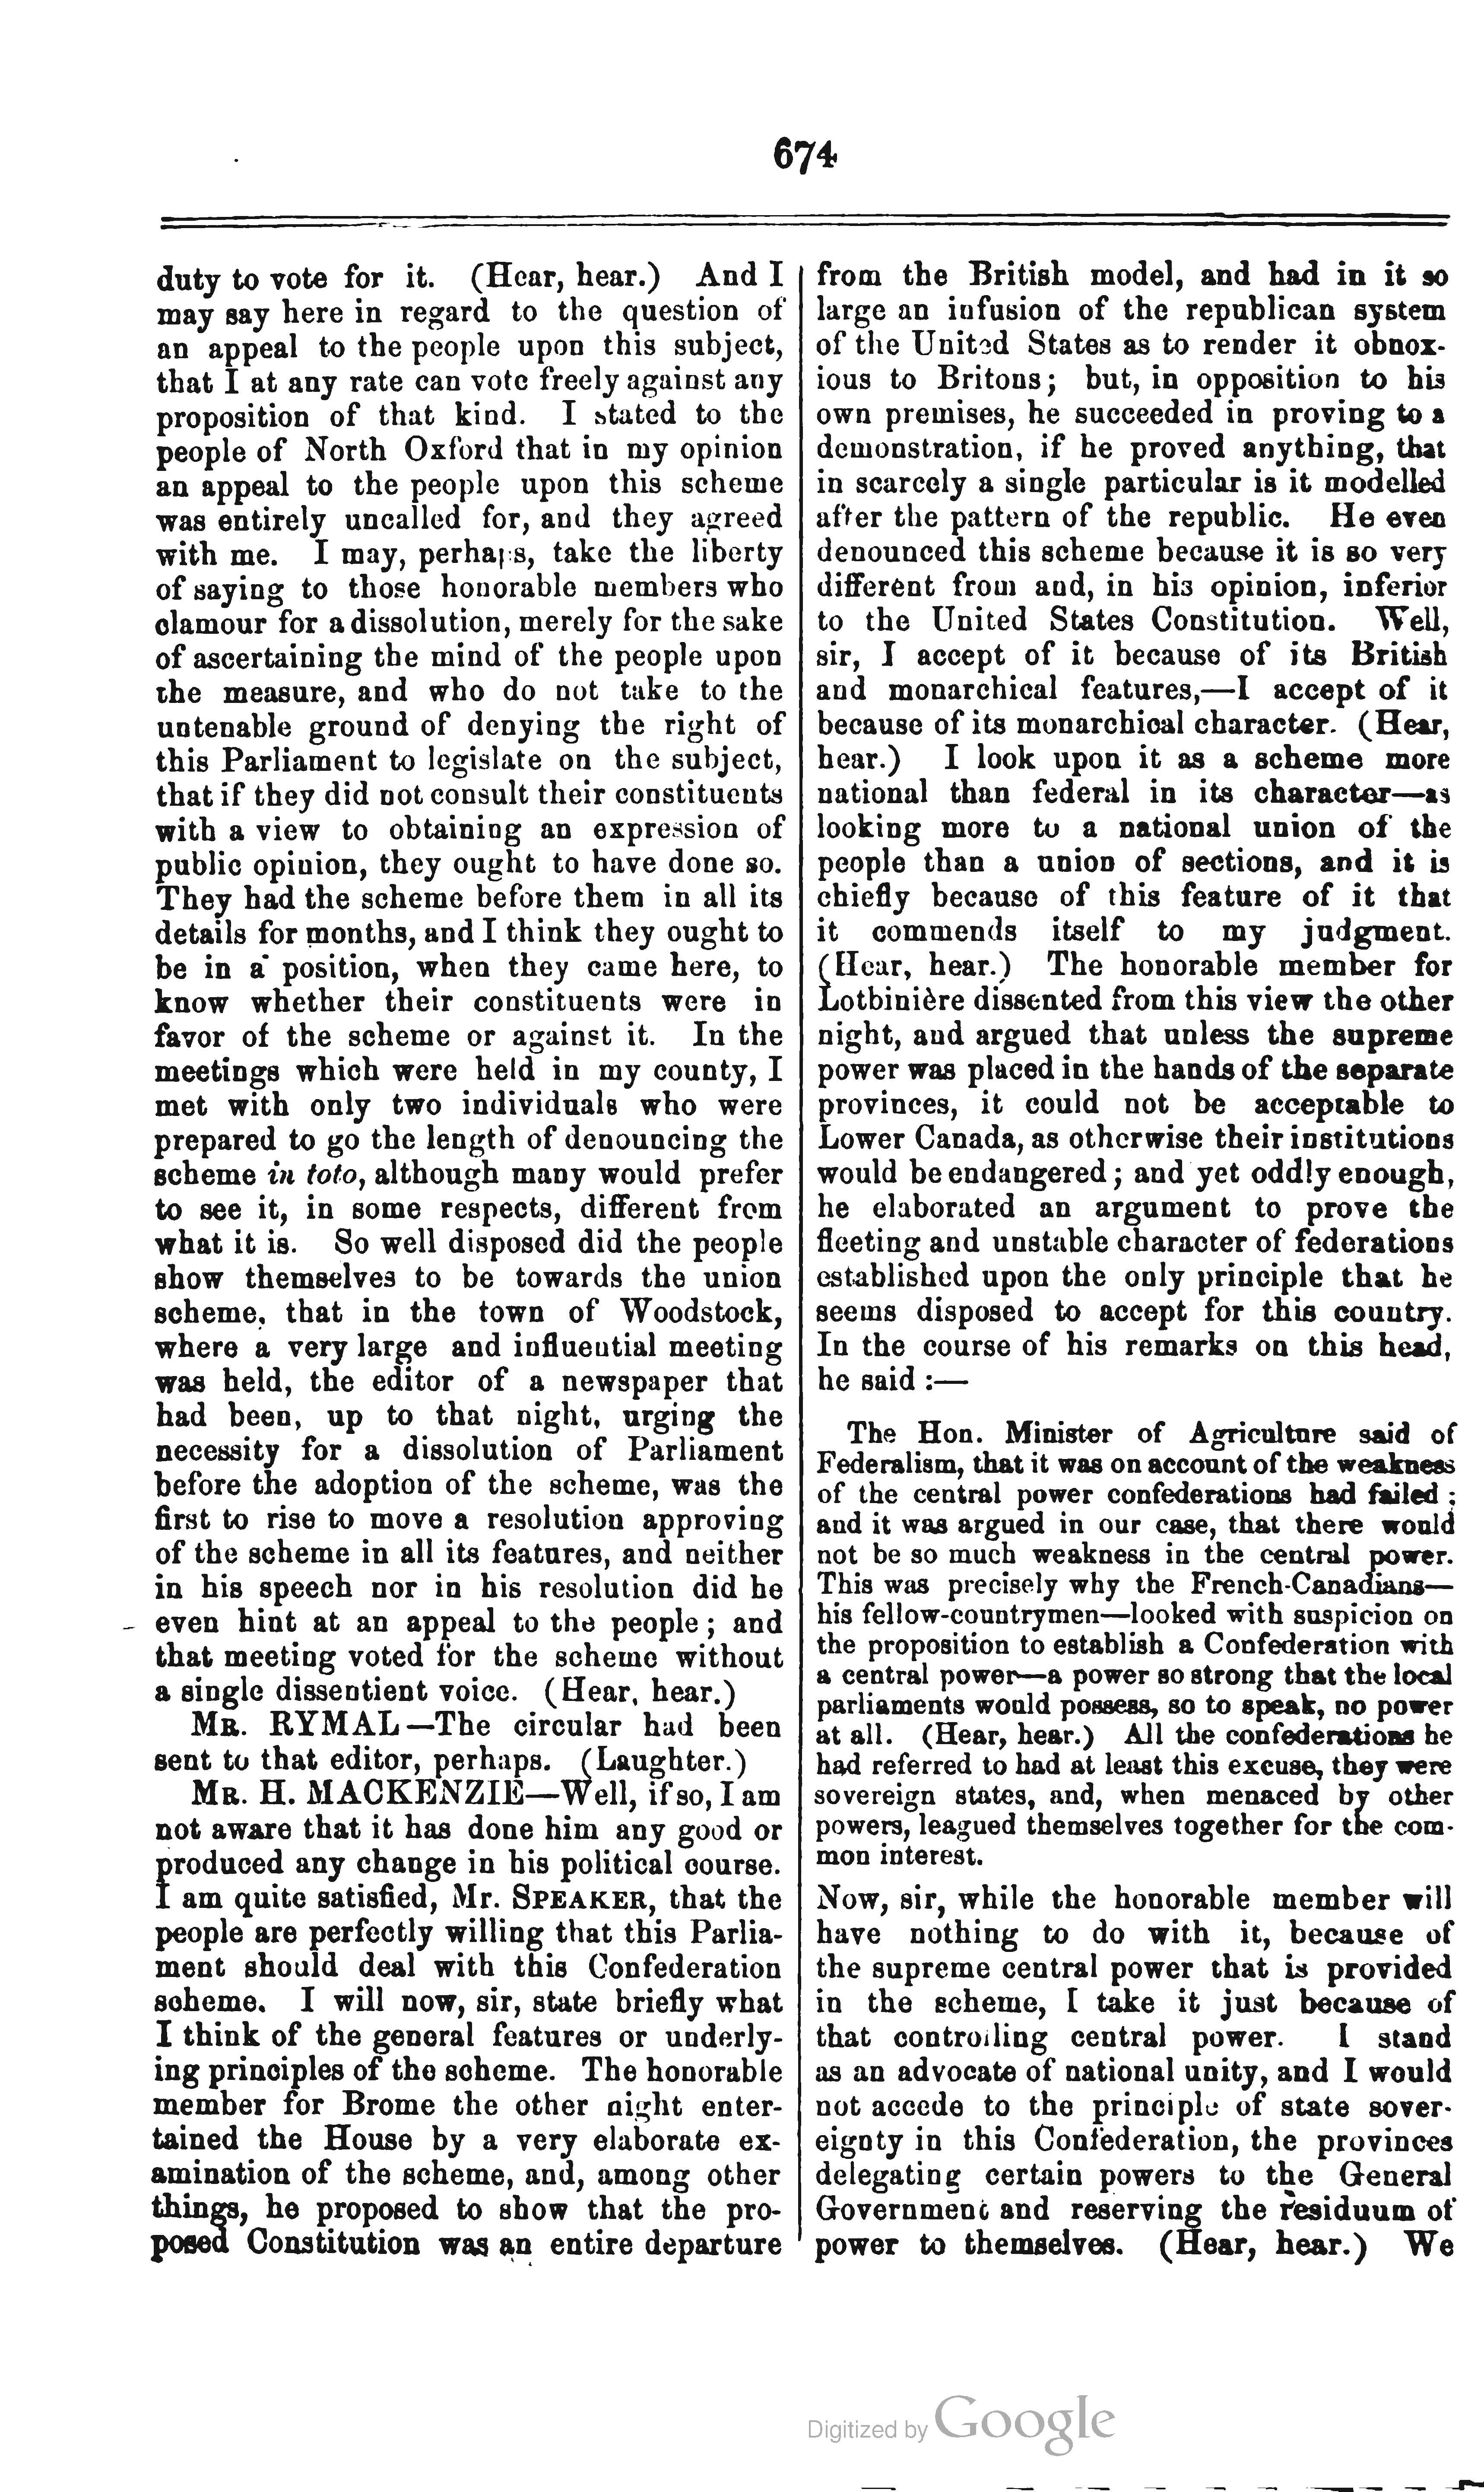 674
duty to vote for it. (Hear, hear.) And I
may say here in regard to the question of
an appeal to the people upon this subject,
that I at any rate can vote freely against any
proposition of that kind. I stated to the
people of North Oxford that in my opinion
an appeal to the people upon this scheme
was entirely uncalled for, and they agreed
with me. I may, perhaps, take the liberty
of saying to those honorable members who
clamour for a dissolution, merely for the sake
of ascertaining the mind of the people upon
the measure, and who do not take to the
untenable ground of denying the right of
this Parliament to legislate on the subject,
that if they did not consult their constituents
with a view to obtaining an expression of
public opinion, they ought to have done so.
They had the scheme before them in all its
details for months, and I think they ought to
be in a position, when they came here, to
know whether their constituents were in
favor of the scheme or against it. In the
meetings which were held in my county, I
met with only two individuals who were
prepared to go the length of denouncing the
scheme in toto, although many would prefer
to see it, in some respects, different from
what it is. So well disposed did the people
show themselves to be towards the union
scheme, that in the town of Woodstock,
where a very large and influential meeting
was held, the editor of a newspaper that
had been, up to that night, urging the
necessity for a dissolution of Parliament
before the adoption of the scheme, was the
first to rise to move a resolution approving
of the scheme in all its features, and neither
in his speech nor in his resolution did he
even hint at an appeal to the people; and
that meeting voted for the scheme without
a single dissentient voice. (Hear, hear.)
MR. RYMAL—The circular had been
sent to that editor, perhaps. (Laughter.)
MR. H. MACKENZIE—Well, if so, I am
not aware that it has done him any good or
produced any change in his political course.
I am quite satisfied, Mr. SPEAKER, that the
people are perfectly willing that this Parlia-
ment should deal with this Confederation
scheme. I will now, sir, state briefly what
I think of the general features or underly-
ing principles of the scheme. The honorable
member for Brome the other night enter-
tained the House by a very elaborate ex-
amination of the scheme, and, among other
things, he proposed to show that the pro-
posed Constitution was an entire departure
from the British model, and had in it so
large an infusion of the republican system
of the United States as to render it obnox-
ious to Britons; but, in opposition to his
own premises, he succeeded in proving to a
demonstration, if he proved anything, that
in scarcely a single particular is it modelled
after the pattern of the republic. He even
denounced this scheme because it is so very
different from and, in his opinion, inferior
to the United States Constitution. Well,
sir, I accept of it because of its British
and monarchical features,—I accept of it
because of its monarchical character. (Hear,
hear.) I look upon it as a scheme more
national than federal in its character—as
looking more to a national union of the
people than a union of sections, and it is
chiefly because of this feature of it that
it commends itself to my judgment.
(Hear, hear.) The honorable member for
Lotbinière dissented from this view the other
night, and argued that unless the supreme
power was placed in the hands of the separate
provinces, it could not be acceptable to
Lower Canada, as otherwise their institutions
would be endangered; and yet oddly enough,
he elaborated an argument to prove the
fleeting and unstable character of federations
established upon the only principle that he
seems disposed to accept for this country.
In the course of his remarks on this head,
he said :—
The Hon. Minister of Agriculture said of
Federalism, that it was on account of the weakness
of the central power confederations had failed;
and it was argued in our case, that there would
not be so much weakness in the central power.
This was precisely why the French-Canadians—
his fellow-countrymen—looked with suspicion on
the proposition to establish a Confederation with
a central power—a power so strong that the local
parliaments would possess, so to speak, no power
at all. (Hear, hear.) All the confederations he
had referred to had at least this excuse, they were
sovereign states, and, when menaced by other
powers, leagued themselves together for the com-
mon interest.
Now, sir, while the honorable member will
have nothing to do with it, because of
the supreme central power that is provided
in the scheme, I take it just because of
that controlling central power. I stand
as an advocate of national unity, and I would
not accede to the principle of state sover-
eignty in this Confederation, the provinces
delegating certain powers to the General
Government and reserving the residuum of
power to themselves. (Hear, hear.) We
Digitized by Google